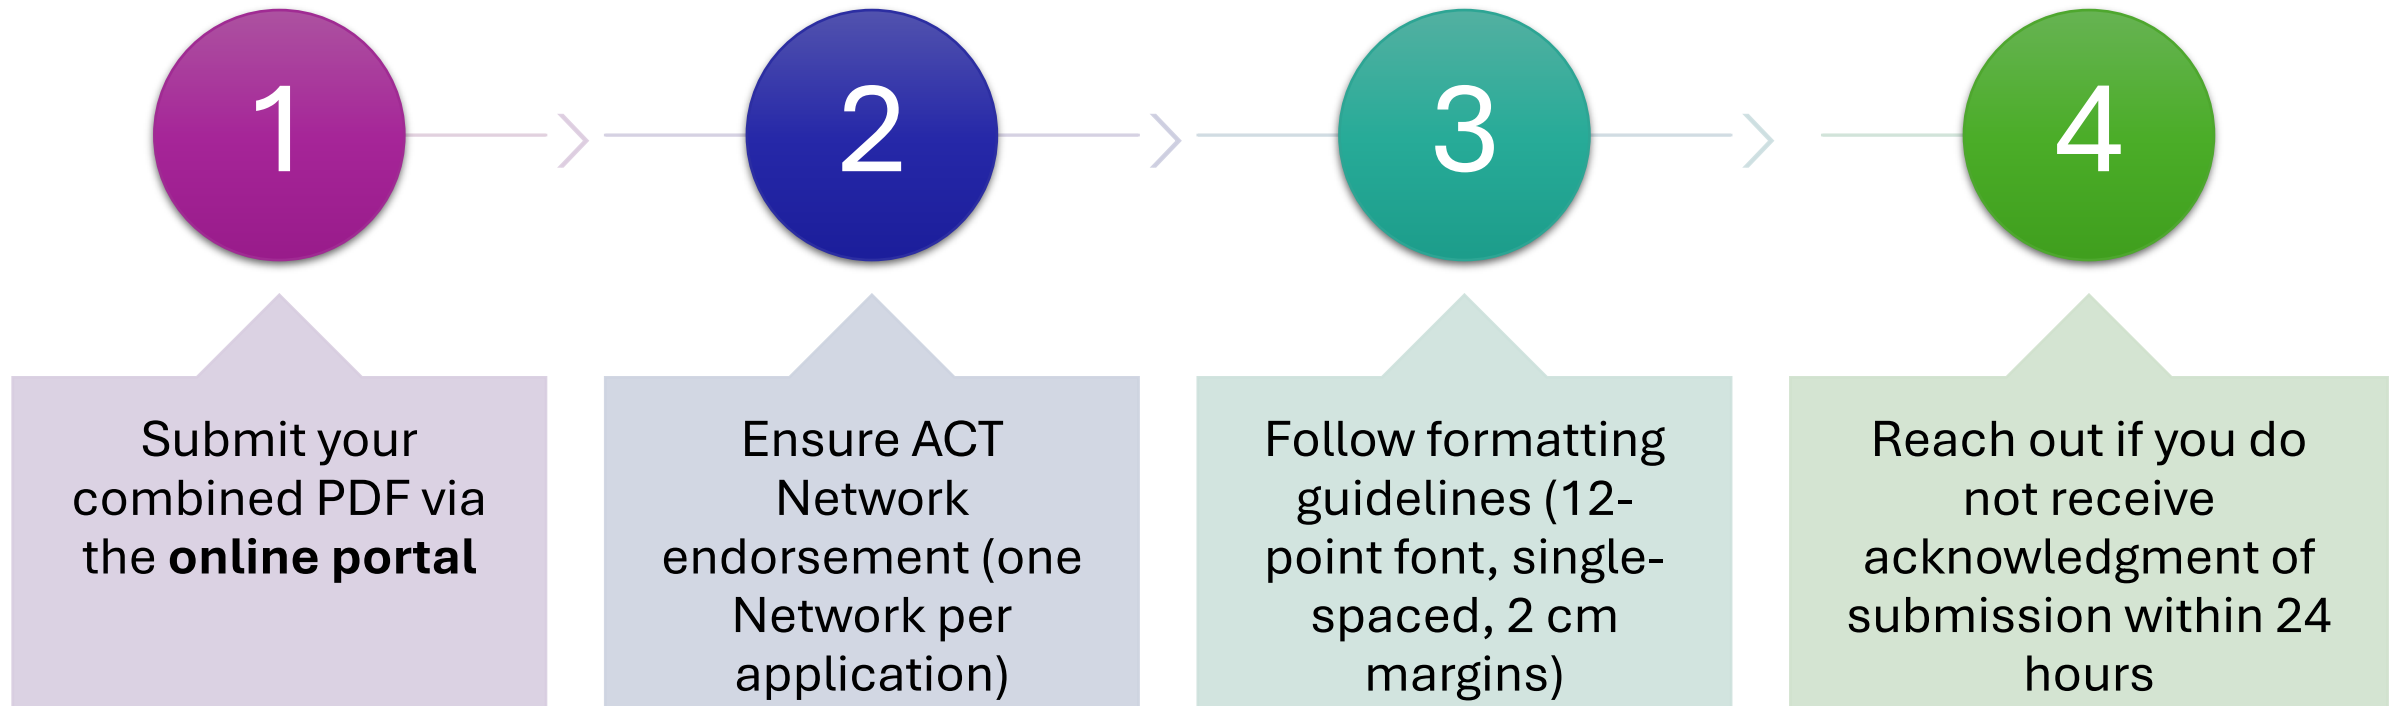 1
Submit your
combined PDF via
the online portal
2
Ensure ACT
Network
endorsement (one
Network per
application)
3
Follow formatting
guidelines (12-
point font, single-
spaced, 2 cm
margins)
4
Reach out if you do
not receive
acknowledgment of
submission within 24
hours